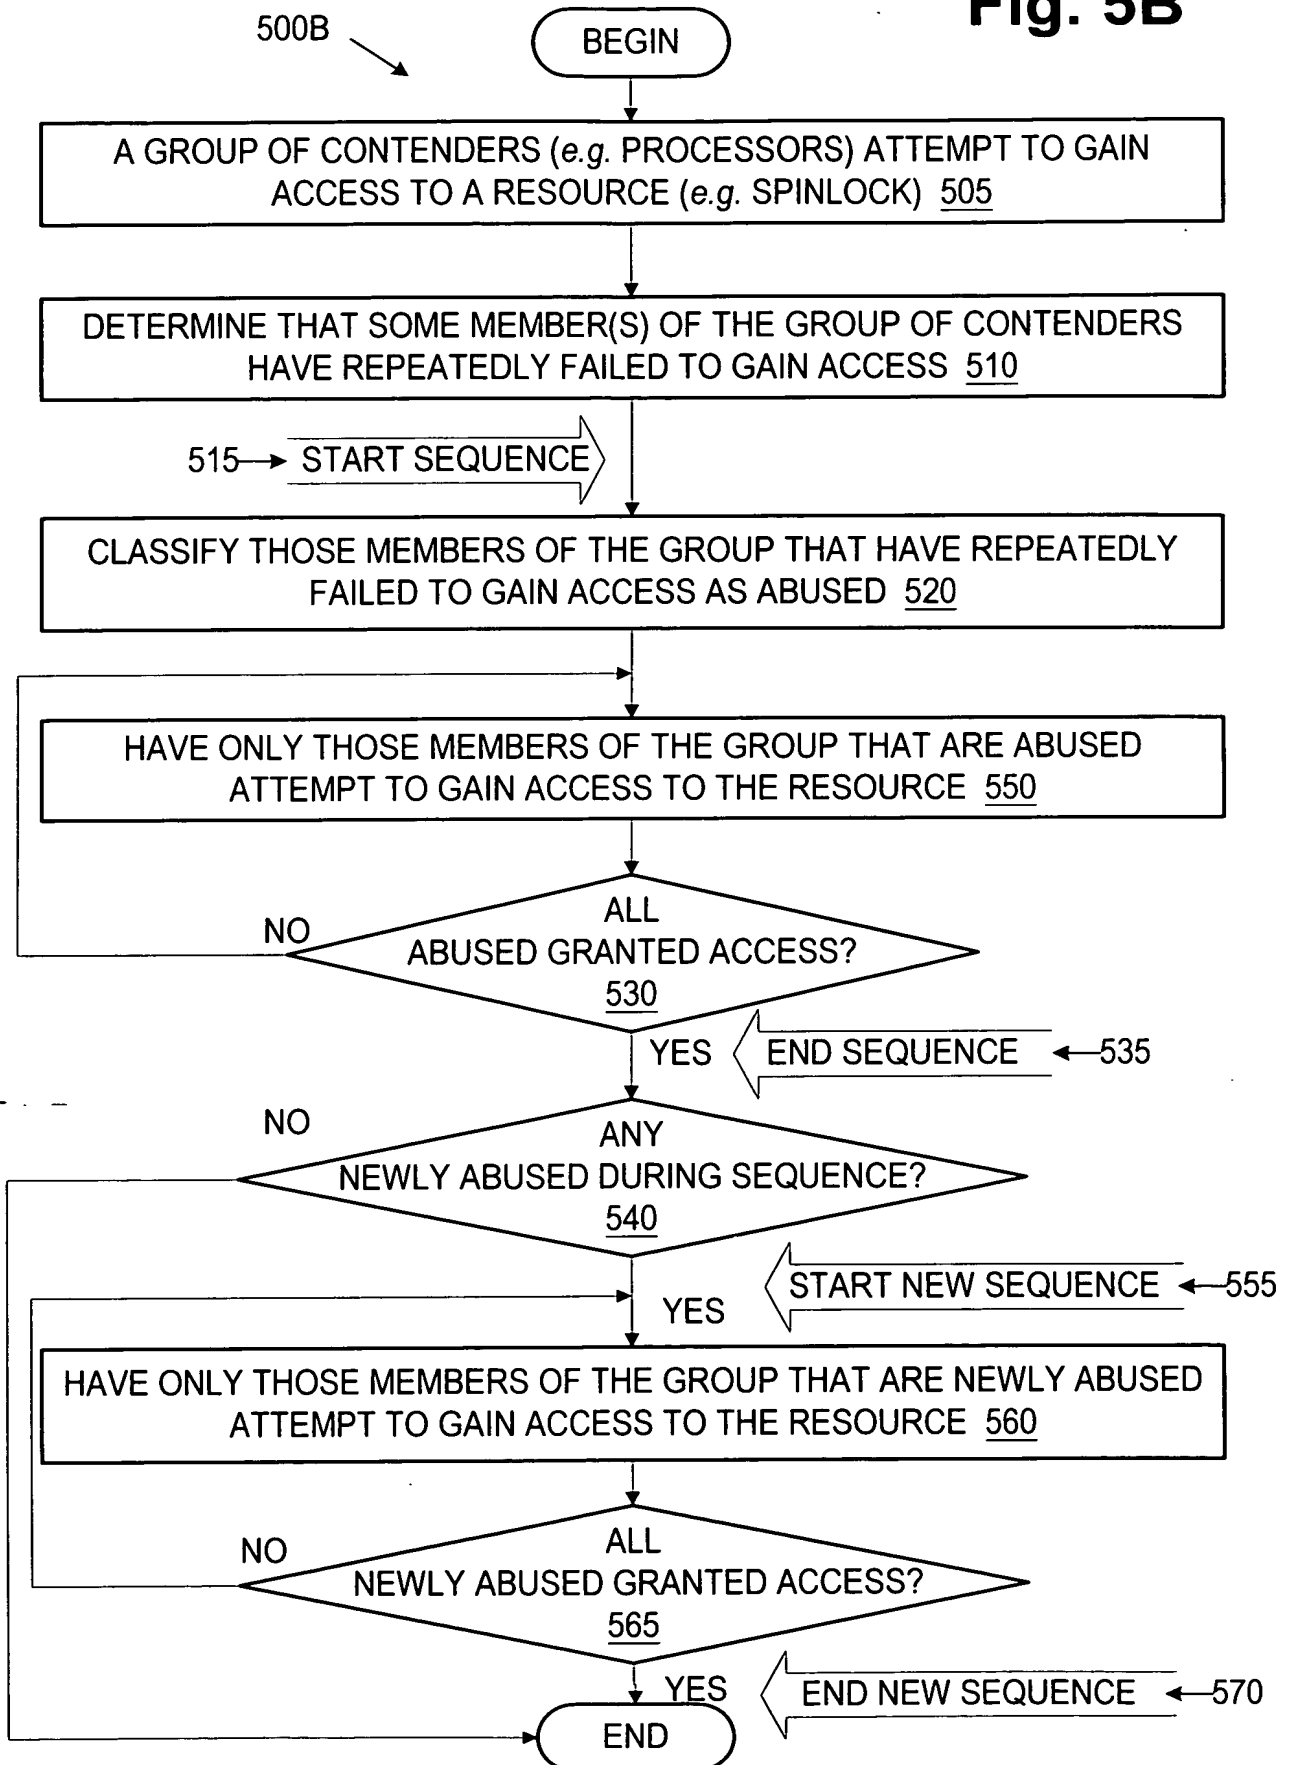 Fig. 5B
500B
BEGIN
A GROUP OF CONTENDERS (e.g. PROCESSORS) ATTEMPT TO GAIN
ACCESS TO A RESOURCE (e.g. SPINLOCK) 505
DETERMINE THAT SOME MEMBER(S) OF THE GROUP OF CONTENDERS
HAVE REPEATEDLY FAILED TO GAIN ACCESS 510
515 START SEQUENCE
CLASSIFY THOSE MEMBERS OF THE GROUP THAT HAVE REPEATEDLY
FAILED TO GAIN ACCESS AS ABUSED 520
HAVE ONLY THOSE MEMBERS OF THE GROUP THAT ARE ABUSED
ATTEMPT TO GAIN ACCESS TO THE RESOURCE 550
NO
ALL
ABUSED GRANTED ACCESS?
530
YES
END SEQUENCE 535
NO
ANY
NEWLY ABUSED DURING SEQUENCE?
540
START NEW SEQUENCE 555
YES
HAVE ONLY THOSE MEMBERS OF THE GROUP THAT ARE NEWLY ABUSED
ATTEMPT TO GAIN ACCESS TO THE RESOURCE 560
NO
ALL
NEWLY ABUSED GRANTED ACCESS?
565
YES
END NEW SEQUENCE 570
END